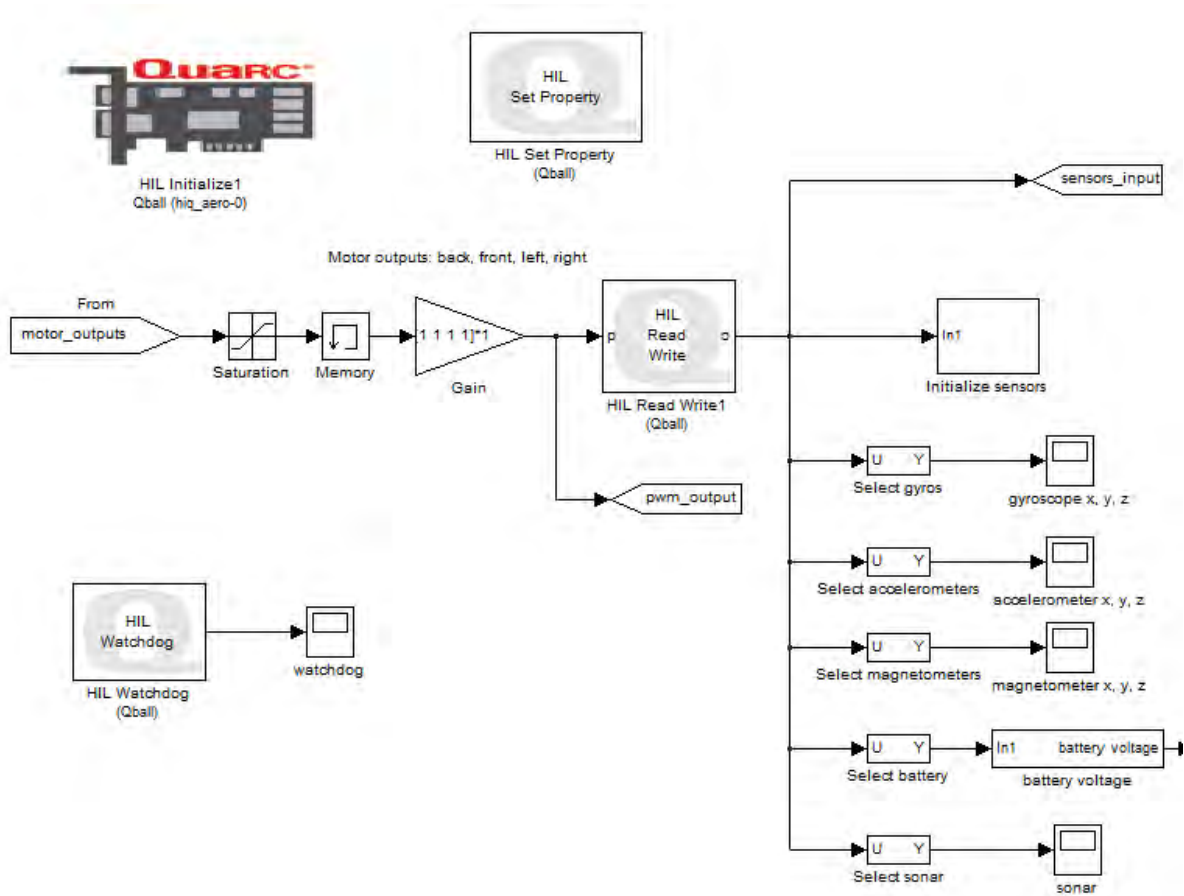 QUARC
HIL
Set Property
HIL Set Property
(Qball)
HIL Initialize1
Qball (hiq_aero-0)
sensors_input
Motor outputs: back, front, left, right
From
motor_outputs
Saturation
Memory
1 1 1 1]*1
Gain
p
HIL
Read
Write
o
HIL Read Write1
(Qball)
In1
Initialize sensors
U Y
Select gyros
gyroscope x, y, z
pwm_output
U Y
Select accelerometers
accelerometer x, y, z
HIL
Watchdog
HIL Watchdog
(Qball)
watchdog
U Y
Select magnetometers
magnetometer x, y, z
U Y
Select battery
In1 battery voltage
battery voltage
U Y
Select sonar
sonar